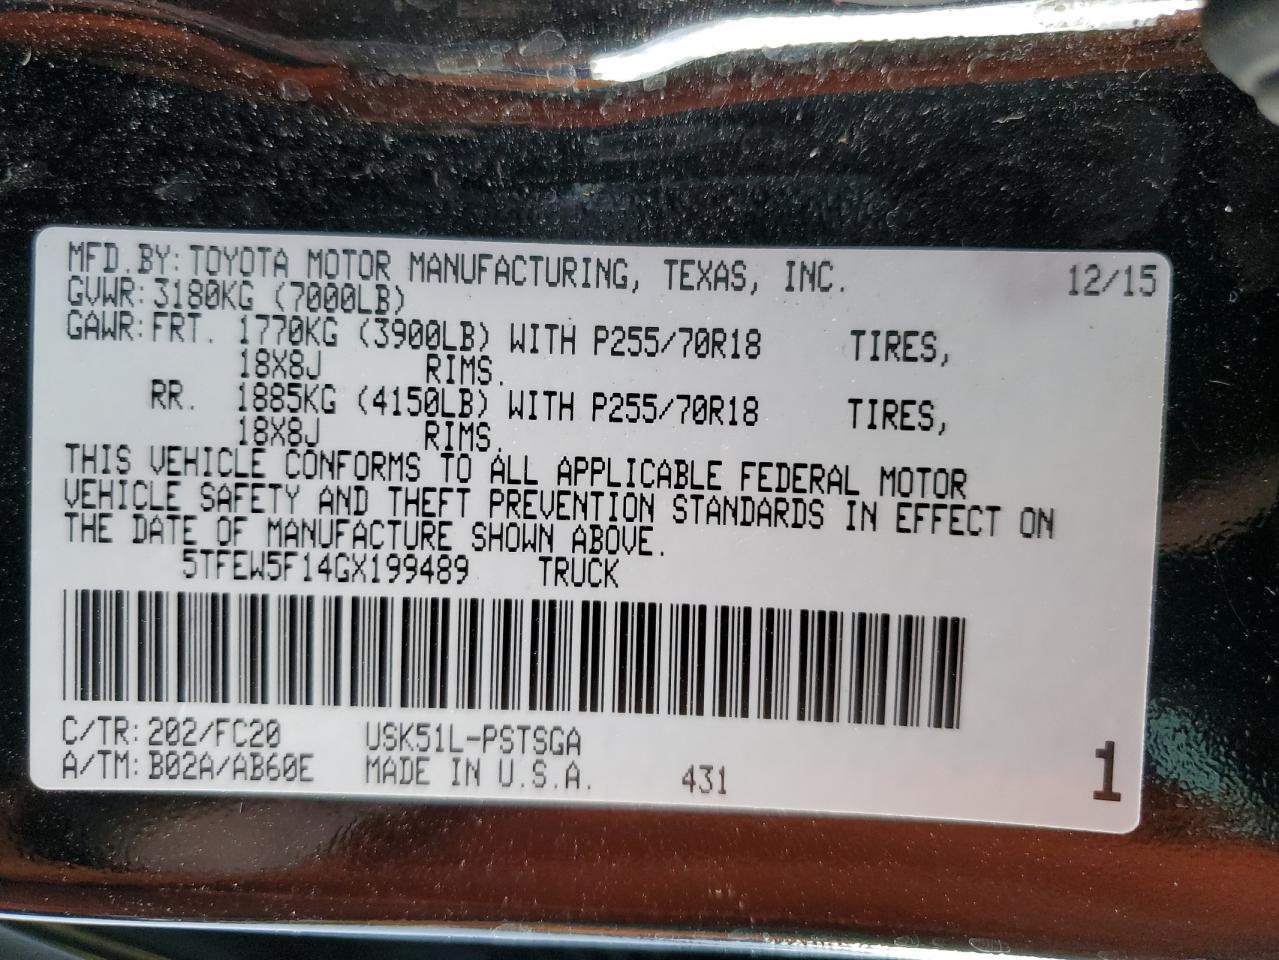 MFD.BY:TOYOTA MOTOR MANUFACTURING, TEXAS, INC. 12/15
GVWR:3180KG (7000LB)
GAWR:FRT. 1770KG (3900LB) WITH P255/70R18 TIRES,
18X8J RIMS.
RR. 1885KG (4150LB) WITH P255/70R18 TIRES,
18X8J RIMS.
THIS VEHICLE CONFORMS TO ALL APPLICABLE FEDERAL MOTOR
VEHICLE SAFETY AND THEFT PREVENTION STANDARDS IN EFFECT ON
THE DATE OF MANUFACTURE SHOWN ABOVE.
5TFEW5F14GX199489 TRUCK
C/TR:202/FC20 USK51L-PSTSGA
A/TM:B02A/AB60E MADE IN U.S.A. 431 1